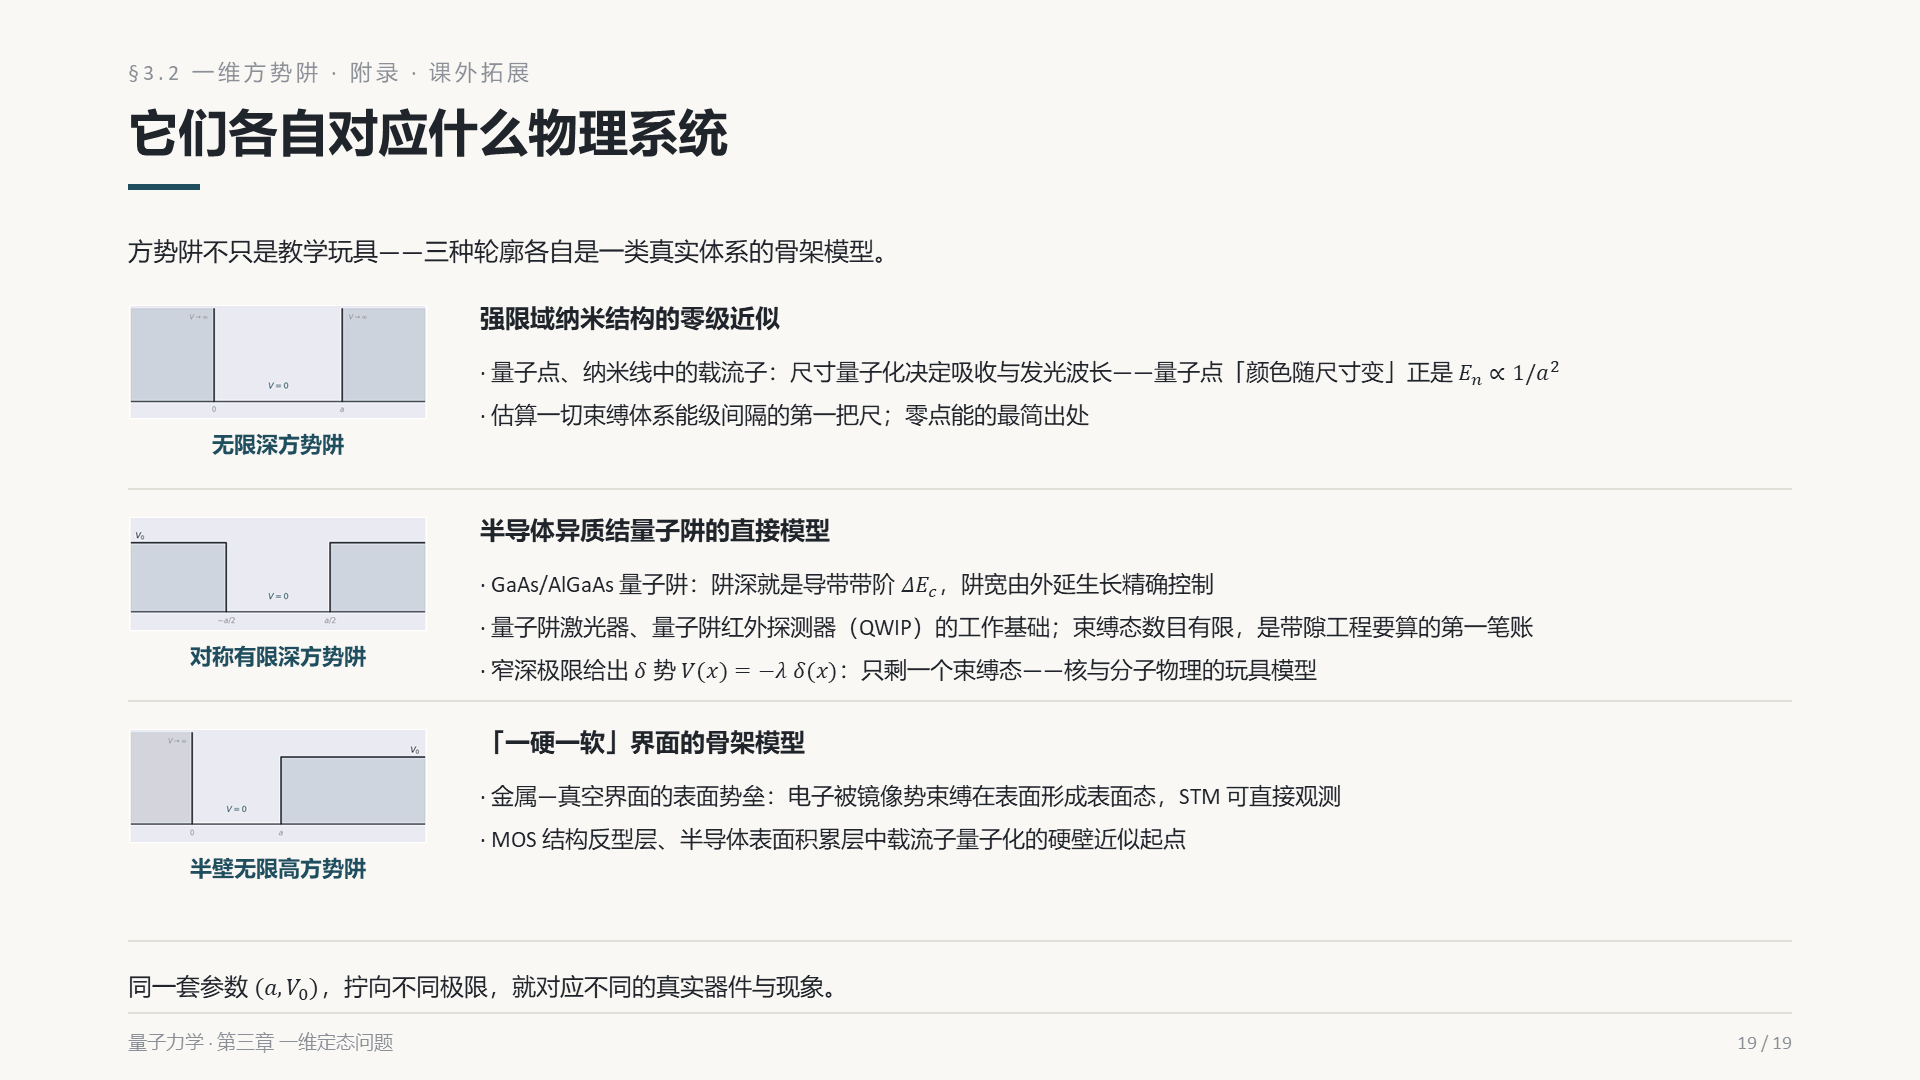 §3.2 一维方势阱 · 附录 · 课外拓展
它们各自对应什么物理系统
方势阱不只是教学玩具——三种轮廓各自是一类真实体系的骨架模型。
V→∞ V→∞
V=0
0 a
无限深方势阱
强限域纳米结构的零级近似
· 量子点、纳米线中的载流子：尺寸量子化决定吸收与发光波长——量子点「颜色随尺寸变」正是 Eₙ ∝ 1/a²
· 估算一切束缚体系能级间隔的第一把尺；零点能的最简出处
V₀
V=0
−a/2 a/2
对称有限深方势阱
半导体异质结量子阱的直接模型
· GaAs/AlGaAs 量子阱：阱深就是导带带阶 ΔE_c，阱宽由外延生长精确控制
· 量子阱激光器、量子阱红外探测器（QWIP）的工作基础；束缚态数目有限，是带隙工程要算的第一笔账
· 窄深极限给出 δ 势 V(x) = −λ δ(x)：只剩一个束缚态——核与分子物理的玩具模型
V→∞
V₀
V=0
0 a
半壁无限高方势阱
「一硬一软」界面的骨架模型
· 金属—真空界面的表面势垒：电子被镜像势束缚在表面形成表面态，STM 可直接观测
· MOS 结构反型层、半导体表面积累层中载流子量子化的硬壁近似起点
同一套参数 (a, V₀)，拧向不同极限，就对应不同的真实器件与现象。
量子力学 · 第三章 一维定态问题
19 / 19